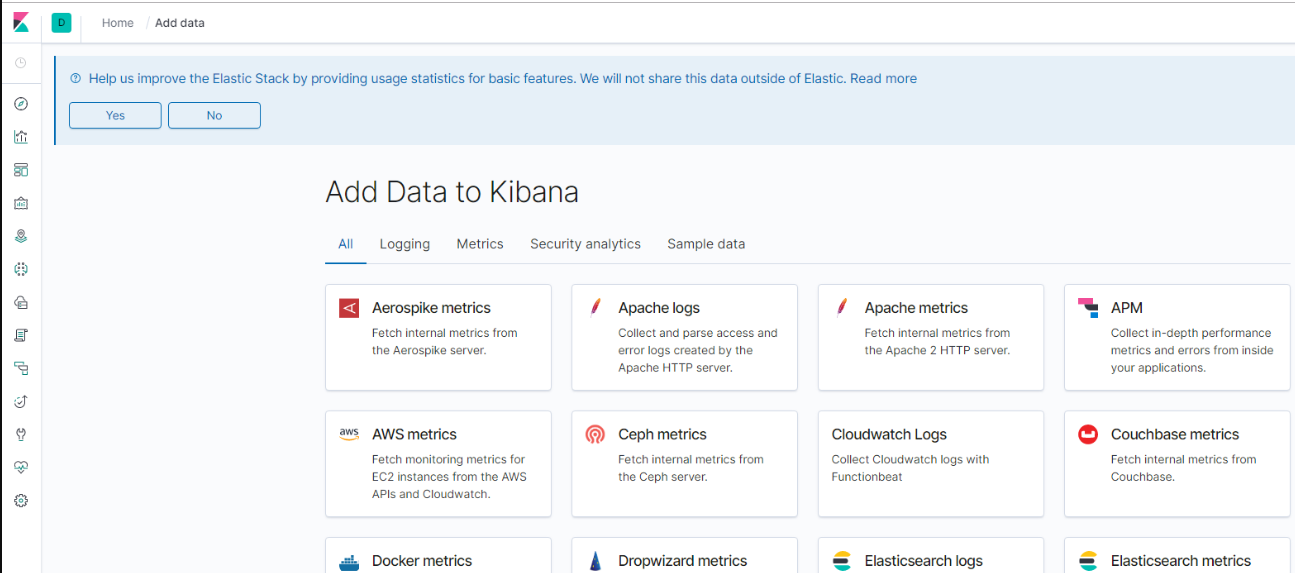 D Home / Add data
Help us improve the Elastic Stack by providing usage statistics for basic features. We will not share this data outside of Elastic. Read more
Yes No
Add Data to Kibana
All Logging Metrics Security analytics Sample data
Aerospike metrics
Fetch internal metrics from
the Aerospike server.
Apache logs
Collect and parse access and
error logs created by the
Apache HTTP server.
Apache metrics
Fetch internal metrics from
the Apache 2 HTTP server.
APM
Collect in-depth performance
metrics and errors from inside
your applications.
aws AWS metrics
Fetch monitoring metrics for
EC2 instances from the AWS
APIs and Cloudwatch.
Ceph metrics
Fetch internal metrics from
the Ceph server.
Cloudwatch Logs
Collect Cloudwatch logs with
Functionbeat
Couchbase metrics
Fetch internal metrics from
Couchbase.
Docker metrics
Dropwizard metrics
Elasticsearch logs
Elasticsearch metrics